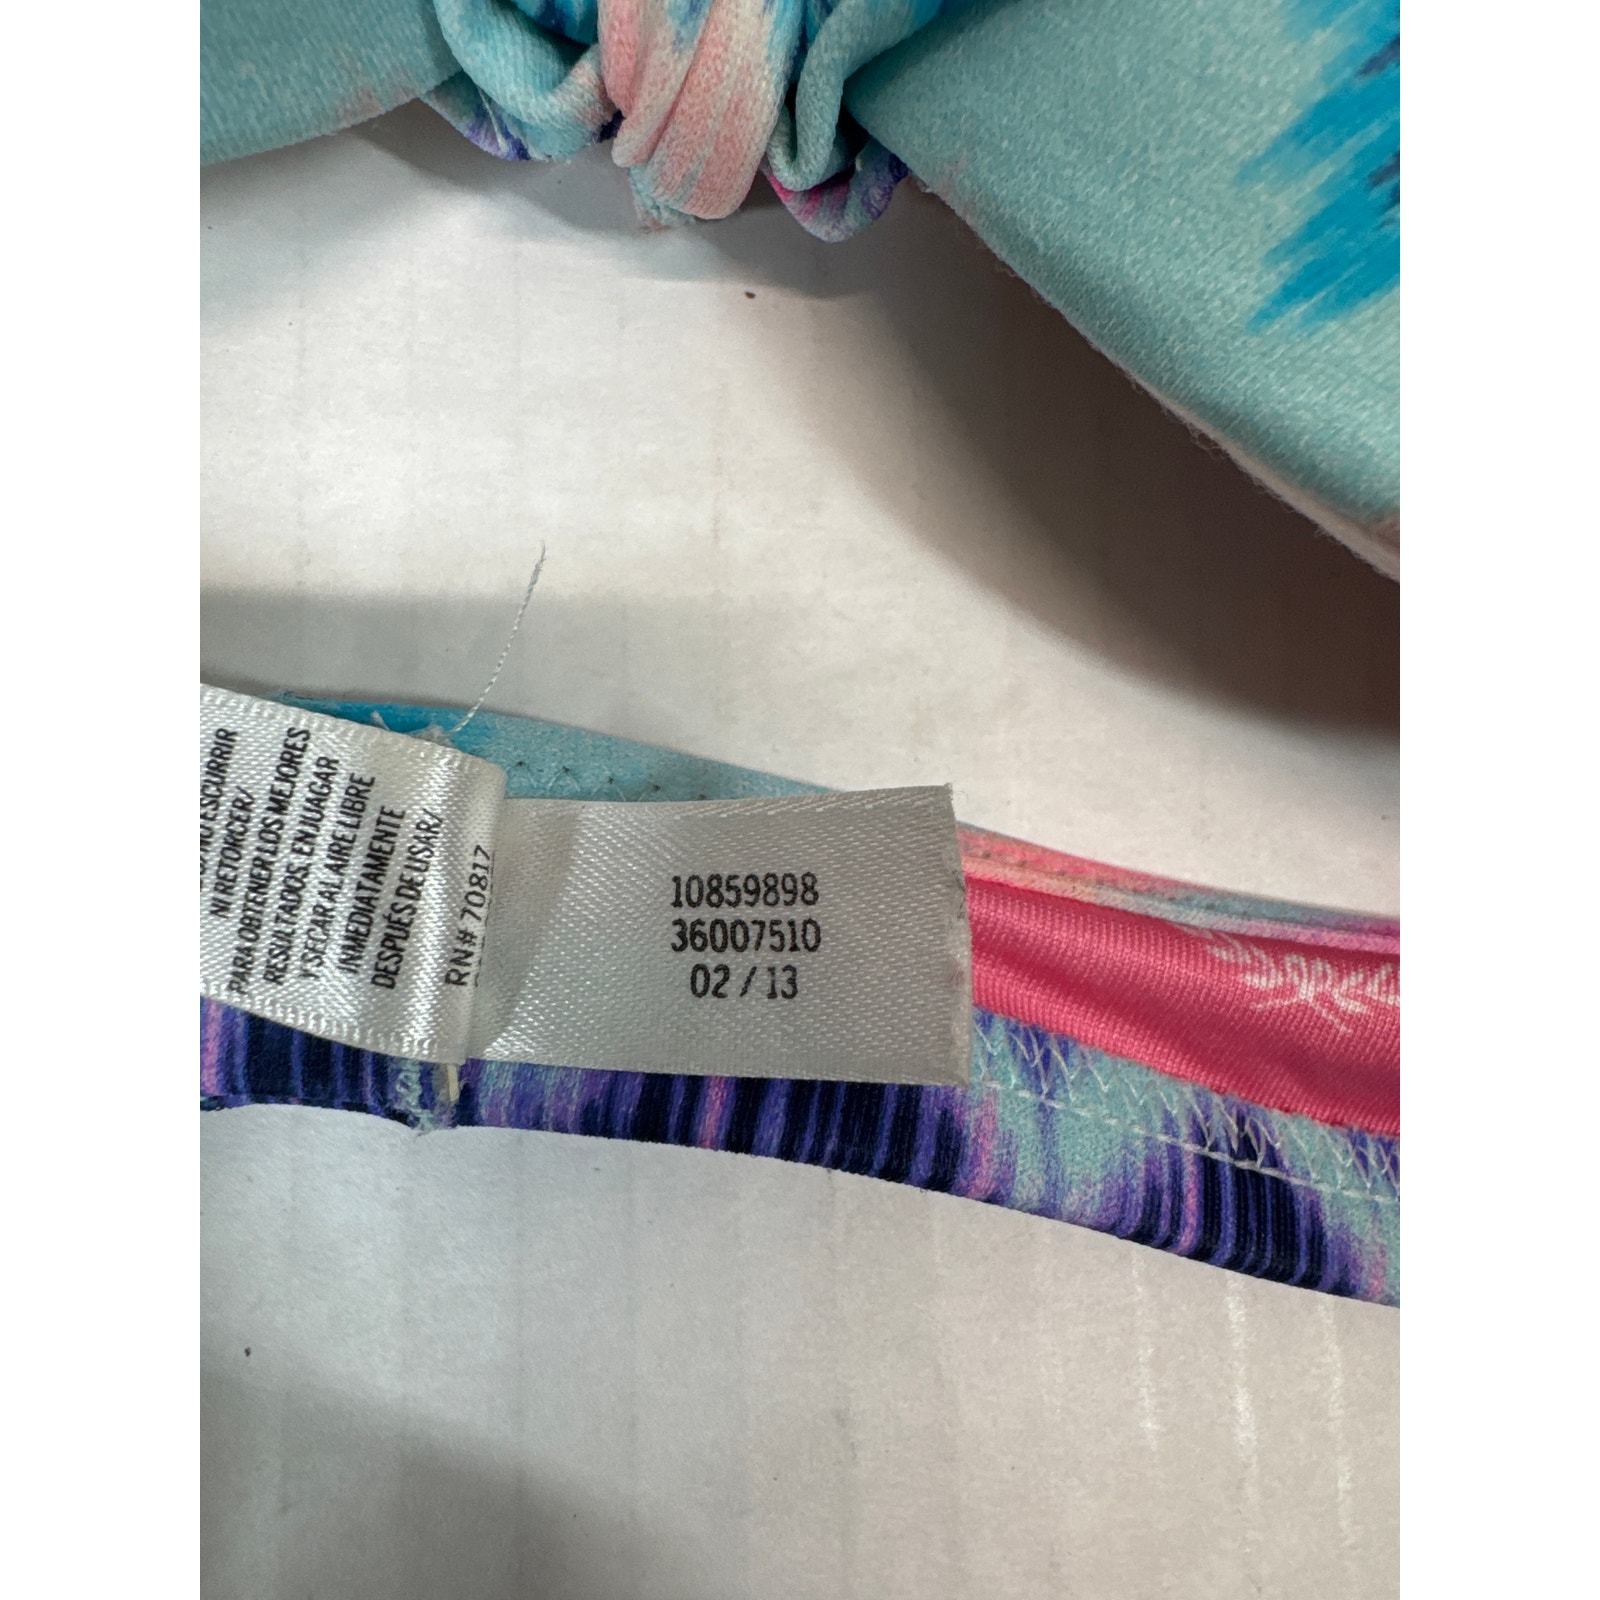 NI RETORCER/
PARA OBTENER LOS MEJORES
RESULTADOS, ENJUAGAR
Y SECAR AL AIRE LIBRE
INMEDIATAMENTE
DESPUÉS DE USAR/
RN# 70817
10859898
36007510
02 / 13